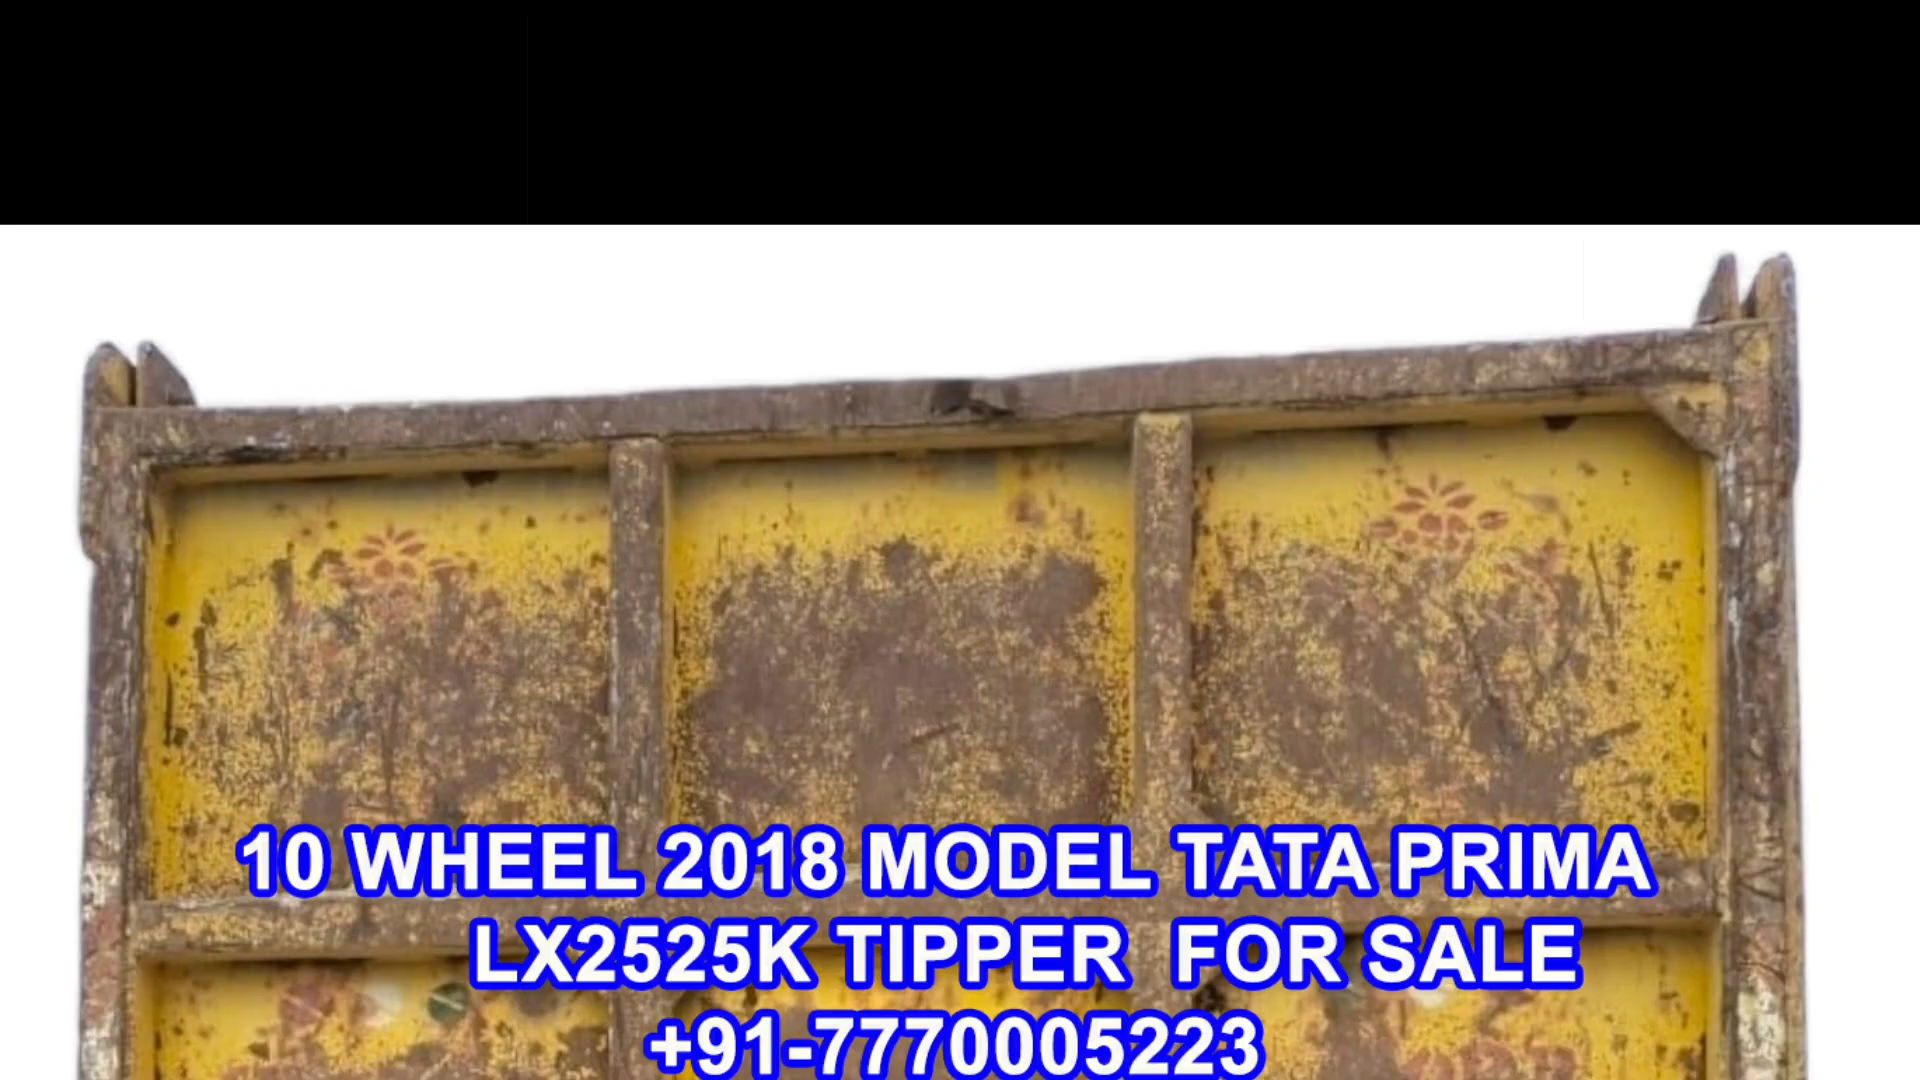 10 WHEEL 2018 MODEL TATA PRIMA
LX2525K TIPPER FOR SALE
+91-7770005223